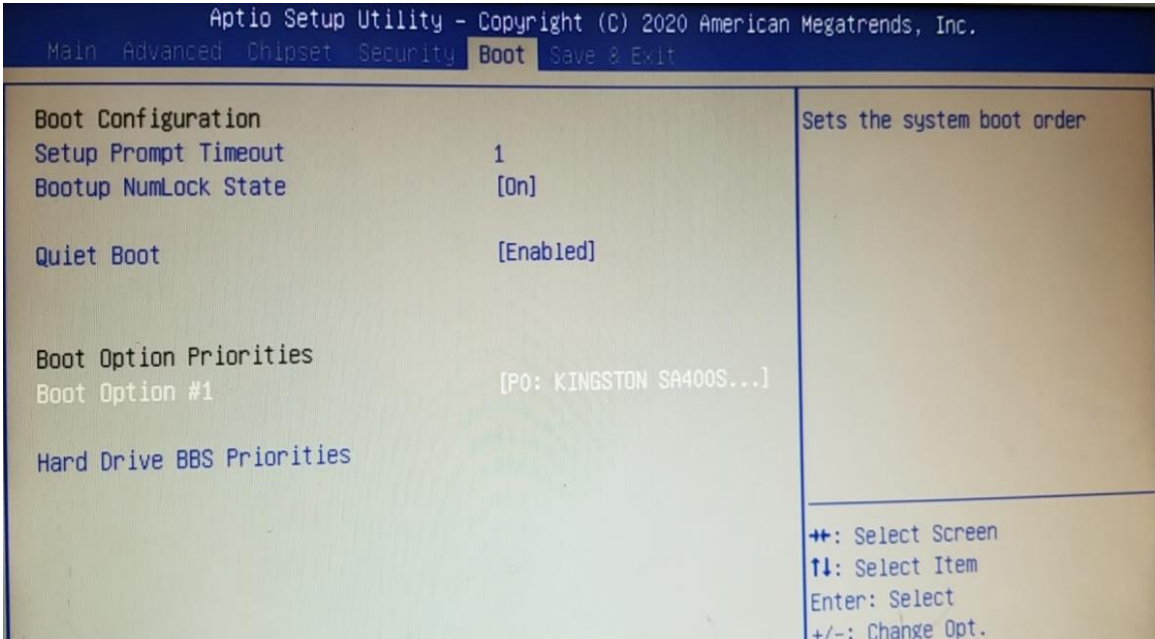 Aptio Setup Utility – Copyright (C) 2020 American Megatrends, Inc.
Main Advanced Chipset Security Boot Save & Exit
Boot Configuration
Setup Prompt Timeout 1
Bootup NumLock State [On]
Quiet Boot [Enabled]
Boot Option Priorities
Boot Option #1 [P0: KINGSTON SA400S...]
Hard Drive BBS Priorities
Sets the system boot order
→←: Select Screen
↑↓: Select Item
Enter: Select
+/-: Change Opt.